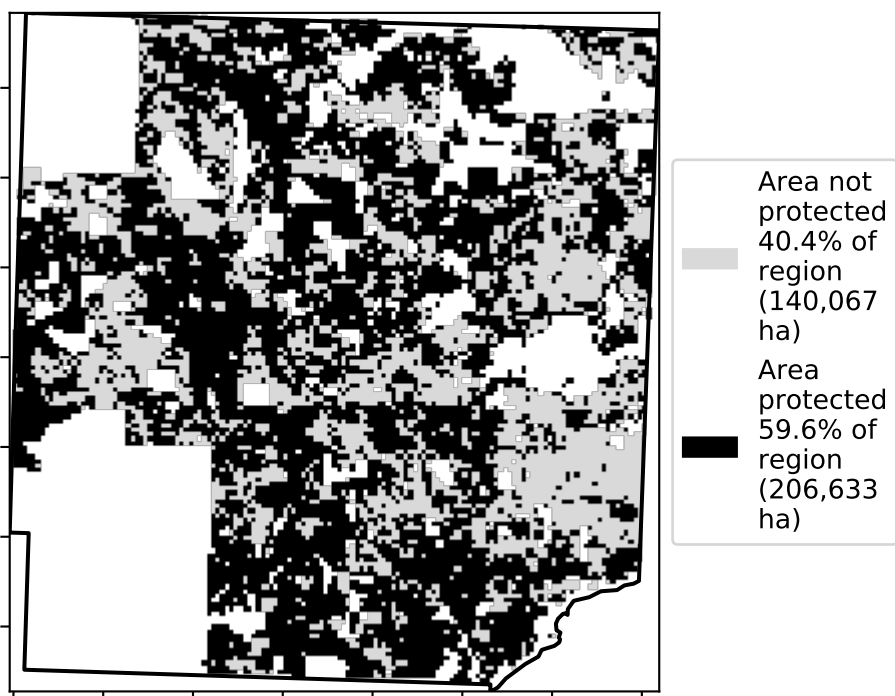 Area not
protected
40.4% of
region
(140,067
ha)
Area
protected
59.6% of
region
(206,633
ha)